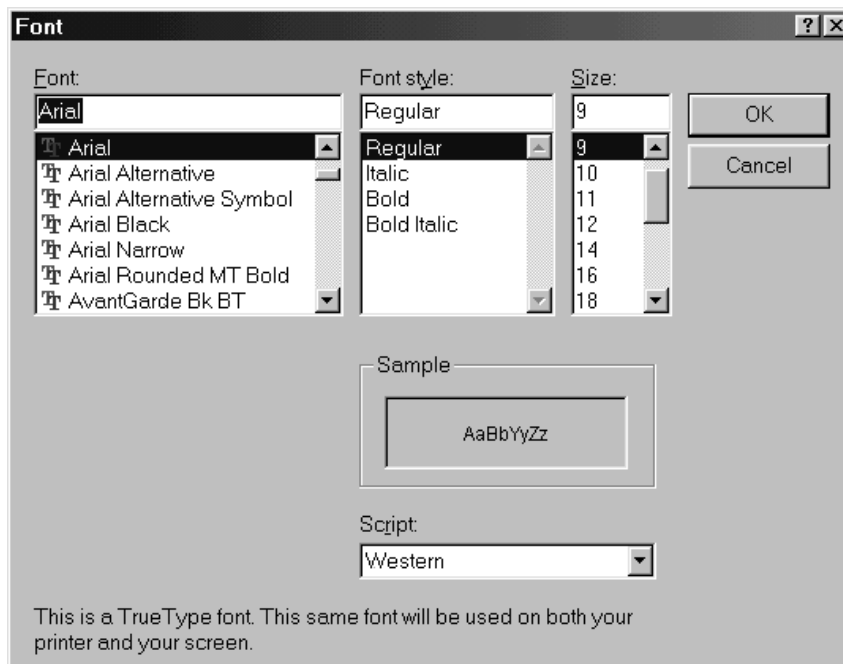 Font
Font:
Arial
Arial
Arial Alternative
Arial Alternative Symbol
Arial Black
Arial Narrow
Arial Rounded MT Bold
AvantGarde Bk BT
Font style:
Regular
Regular
Italic
Bold
Bold Italic
Size:
9
9
10
11
12
14
16
18
OK
Cancel
Sample
AaBbYyZz
Script:
Western
This is a TrueType font. This same font will be used on both your
printer and your screen.